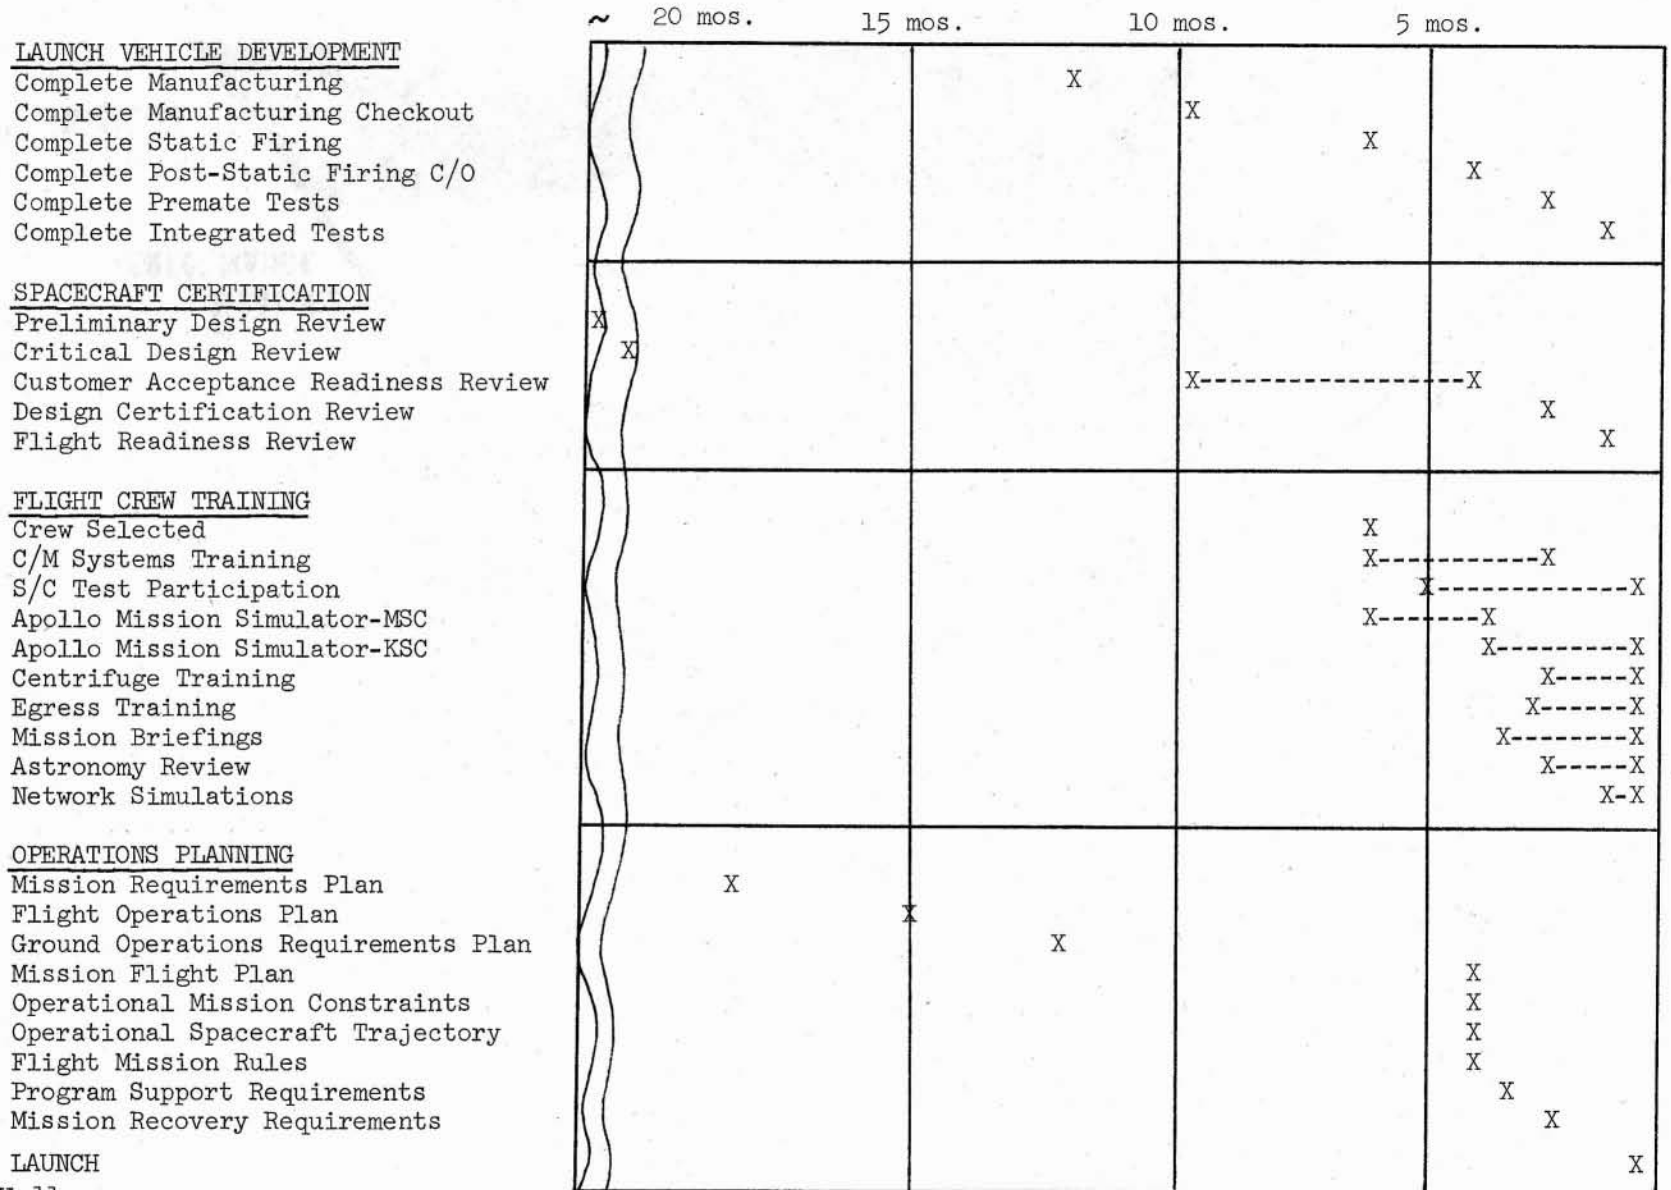 ~ 20 mos. 15 mos. 10 mos. 5 mos.
LAUNCH VEHICLE DEVELOPMENT
Complete Manufacturing X
Complete Manufacturing Checkout X
Complete Static Firing X
Complete Post-Static Firing C/O X
Complete Premate Tests X
Complete Integrated Tests X
SPACECRAFT CERTIFICATION
Preliminary Design Review X
Critical Design Review X
Customer Acceptance Readiness Review X------------------X
Design Certification Review X
Flight Readiness Review X
FLIGHT CREW TRAINING
Crew Selected X
C/M Systems Training X-----------X
S/C Test Participation X-------------X
Apollo Mission Simulator-MSC X-------X
Apollo Mission Simulator-KSC X---------X
Centrifuge Training X-----X
Egress Training X------X
Mission Briefings X--------X
Astronomy Review X-----X
Network Simulations X-X
OPERATIONS PLANNING
Mission Requirements Plan X
Flight Operations Plan X
Ground Operations Requirements Plan X
Mission Flight Plan X
Operational Mission Constraints X
Operational Spacecraft Trajectory X
Flight Mission Rules X
Program Support Requirements X
Mission Recovery Requirements X
LAUNCH X